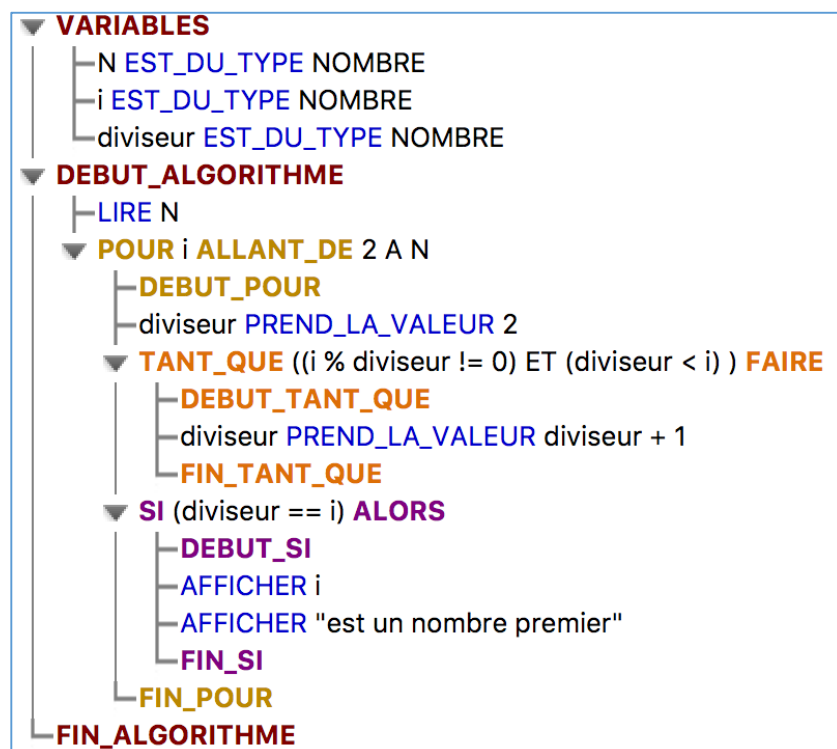 VARIABLES
N EST_DU_TYPE NOMBRE
i EST_DU_TYPE NOMBRE
diviseur EST_DU_TYPE NOMBRE
DEBUT_ALGORITHME
LIRE N
POUR i ALLANT_DE 2 A N
DEBUT_POUR
diviseur PREND_LA_VALEUR 2
TANT_QUE ((i % diviseur != 0) ET (diviseur < i) ) FAIRE
DEBUT_TANT_QUE
diviseur PREND_LA_VALEUR diviseur + 1
FIN_TANT_QUE
SI (diviseur == i) ALORS
DEBUT_SI
AFFICHER i
AFFICHER "est un nombre premier"
FIN_SI
FIN_POUR
FIN_ALGORITHME